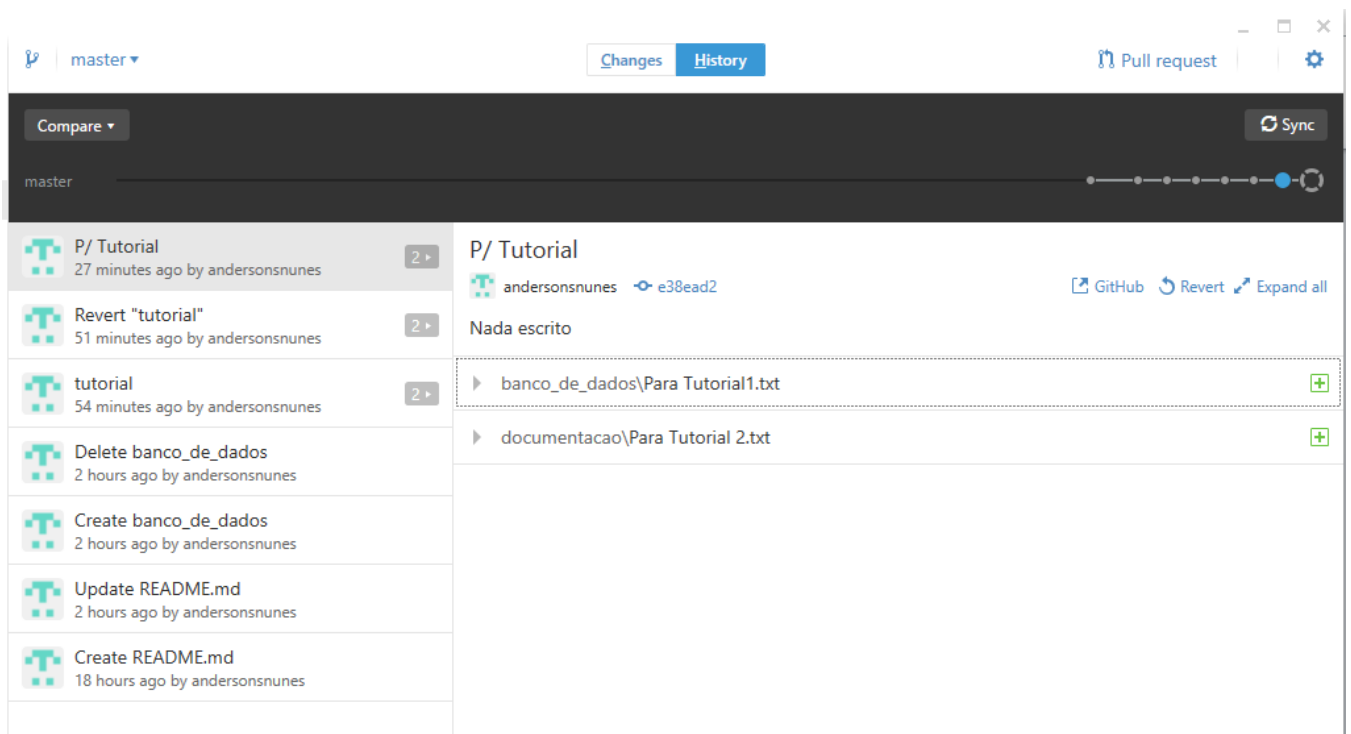 master
Changes
History
Pull request
Compare
Sync
master
P/ Tutorial
27 minutes ago by andersonsnunes
2
Revert "tutorial"
51 minutes ago by andersonsnunes
2
tutorial
54 minutes ago by andersonsnunes
2
Delete banco_de_dados
2 hours ago by andersonsnunes
Create banco_de_dados
2 hours ago by andersonsnunes
Update README.md
2 hours ago by andersonsnunes
Create README.md
18 hours ago by andersonsnunes
P/ Tutorial
andersonsnunes e38ead2
GitHub Revert Expand all
Nada escrito
banco_de_dados\Para Tutorial1.txt
documentacao\Para Tutorial 2.txt